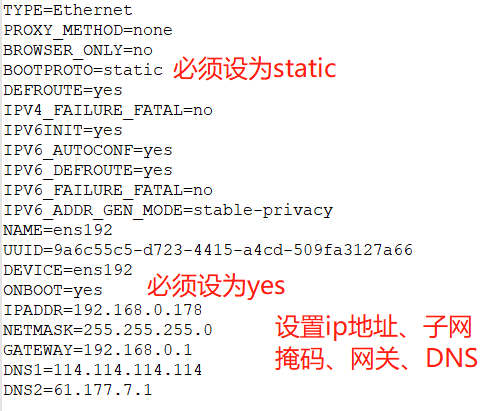 TYPE=Ethernet
PROXY_METHOD=none
BROWSER_ONLY=no
BOOTPROTO=static 必须设为static
DEFROUTE=yes
IPV4_FAILURE_FATAL=no
IPV6INIT=yes
IPV6_AUTOCONF=yes
IPV6_DEFROUTE=yes
IPV6_FAILURE_FATAL=no
IPV6_ADDR_GEN_MODE=stable-privacy
NAME=ens192
UUID=9a6c55c5-d723-4415-a4cd-509fa3127a66
DEVICE=ens192
ONBOOT=yes 必须设为yes
IPADDR=192.168.0.178
NETMASK=255.255.255.0
GATEWAY=192.168.0.1
DNS1=114.114.114.114
DNS2=61.177.7.1
设置ip地址、子网
掩码、网关、DNS